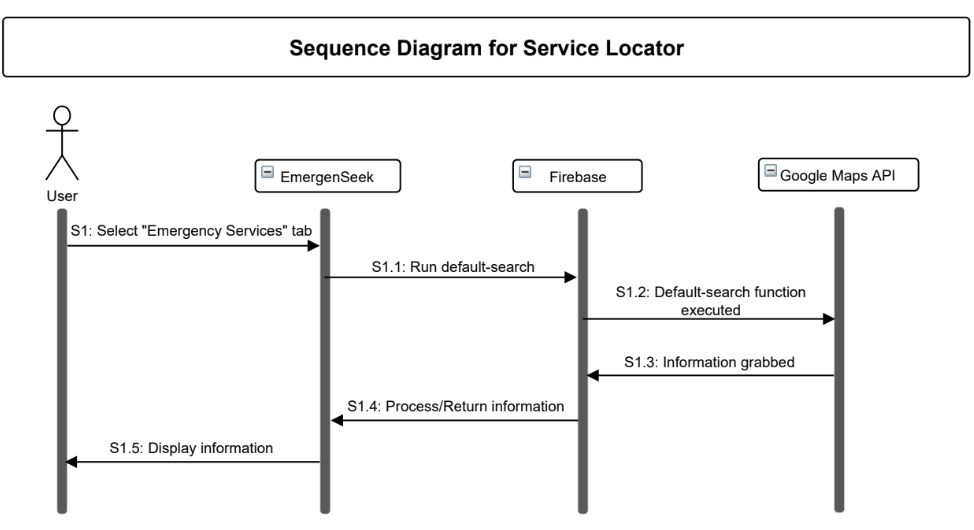 Sequence Diagram for Service Locator
User
EmergenSeek
Firebase
Google Maps API
S1: Select "Emergency Services" tab
S1.1: Run default-search
S1.2: Default-search function
executed
S1.3: Information grabbed
S1.4: Process/Return information
S1.5: Display information